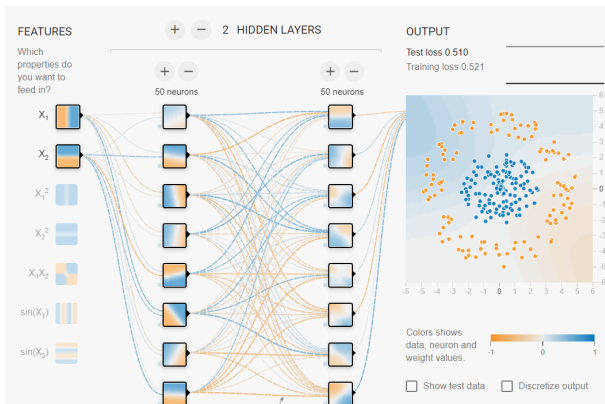 FEATURES
Which
properties do
you want to
feed in?
X₁
X₂
X₁²
X₂²
X₁X₂
sin(X₁)
sin(X₂)
+ − 2 HIDDEN LAYERS
+ −
50 neurons
+ −
50 neurons
OUTPUT
Test loss 0.510
Training loss 0.521
6
5
4
3
2
1
0
-1
-2
-3
-4
-5
-6
-6 -5 -4 -3 -2 -1 0 1 2 3 4 5 6
Colors shows
data, neuron and
weight values.
-1 0 1
Show test data
Discretize output